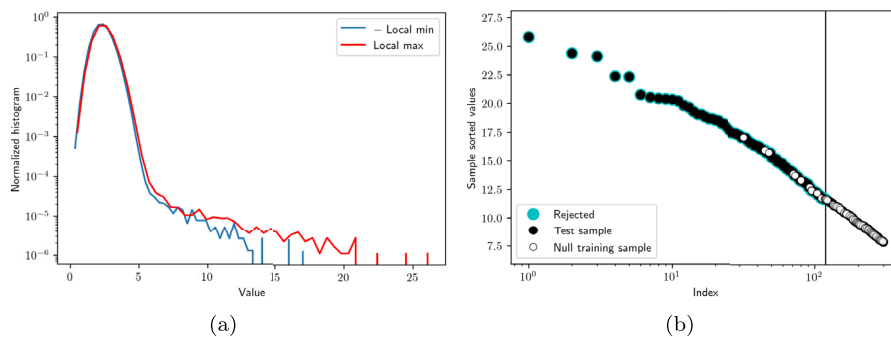 10⁰
10⁻¹
10⁻²
10⁻³
10⁻⁴
10⁻⁵
10⁻⁶
Normalized histogram
0 5 10 15 20 25
Value
− Local min
Local max
(a)
25.0
22.5
20.0
17.5
15.0
12.5
10.0
7.5
Sample sorted values
10⁰ 10¹ 10²
Index
Rejected
Test sample
Null training sample
(b)